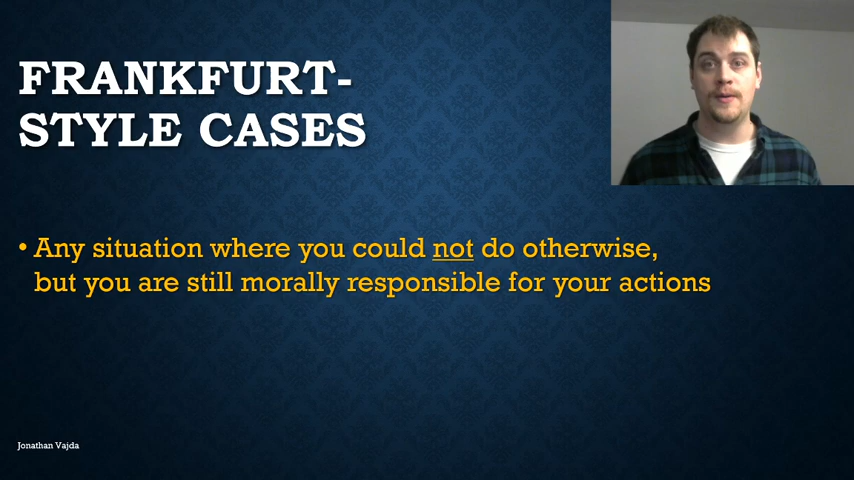 FRANKFURT-
STYLE CASES
• Any situation where you could not do otherwise,
but you are still morally responsible for your actions
Jonathan Vajda